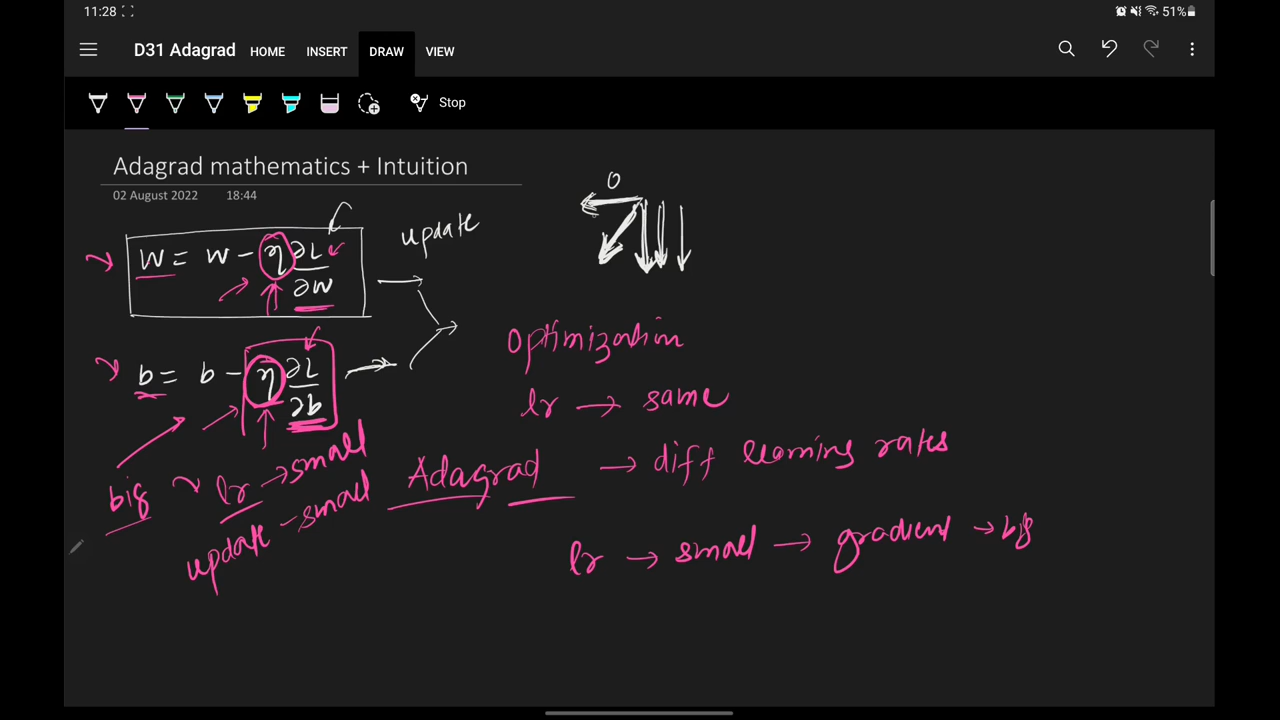 11:28
51%
D31 Adagrad HOME INSERT DRAW VIEW
Stop
Adagrad mathematics + Intuition
02 August 2022 18:44
0
update
W = W - η ∂L/∂W
b = b - η ∂L/∂b
optimization
lr → same
Adagrad → diff learning rates
big
lr → small
update - small
lr → small → gradient → big